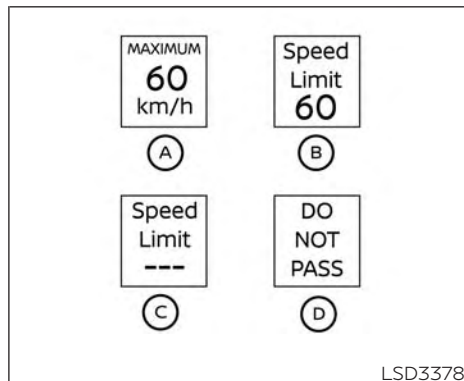 MAXIMUM
60
km/h
A
Speed
Limit
60
B
Speed
Limit
---
C
DO
NOT
PASS
D
LSD3378